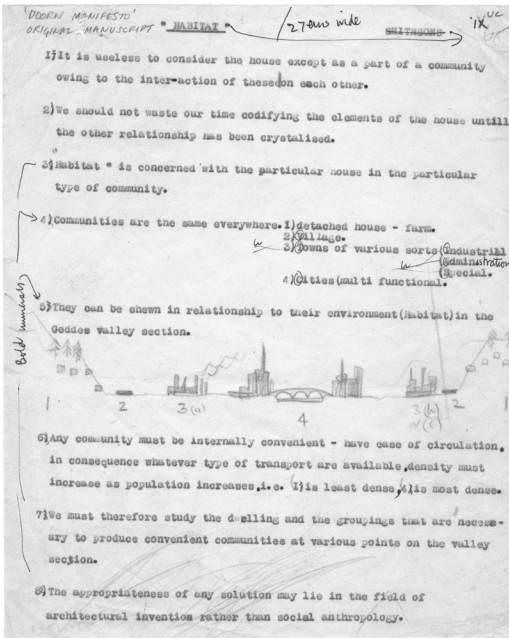 'DOORN MANIFESTO'
ORIGINAL MANUSCRIPT
" HABITAT "
27 ems wide
SMITHSONS
1)It is useless to consider the house except as a part of a community
owing to the inter-action of these on each other.
2)We should not waste our time codifying the elements of the house untill
the other relationship has been crystalised.
3)"Habitat " is concerned with the particular house in the particular
type of community.
4)Communities are the same everywhere.1)detached house - farm.
2)Village.
3)Towns of various sorts(Industrill
(Administration
(Special.
4)Cities(multi functional.
5)They can be shewn in relationship to their environment(Habitat)in the
Geddes valley section.
Bold numerals
1 2 3(a) 4 3(b) 2 1
(c)
6)Any community must be internally convenient - have ease of circulation,
in consequence whatever type of transport are available,density must
increase as population increases,i.e. (1)is least dense,(4)is most dense.
7)We must therefore study the dwelling and the groupings that are necess-
ary to produce convenient communities at various points on the valley
section.
8)The appropriateness of any solution may lie in the field of
architectural invention rather than social anthropology.